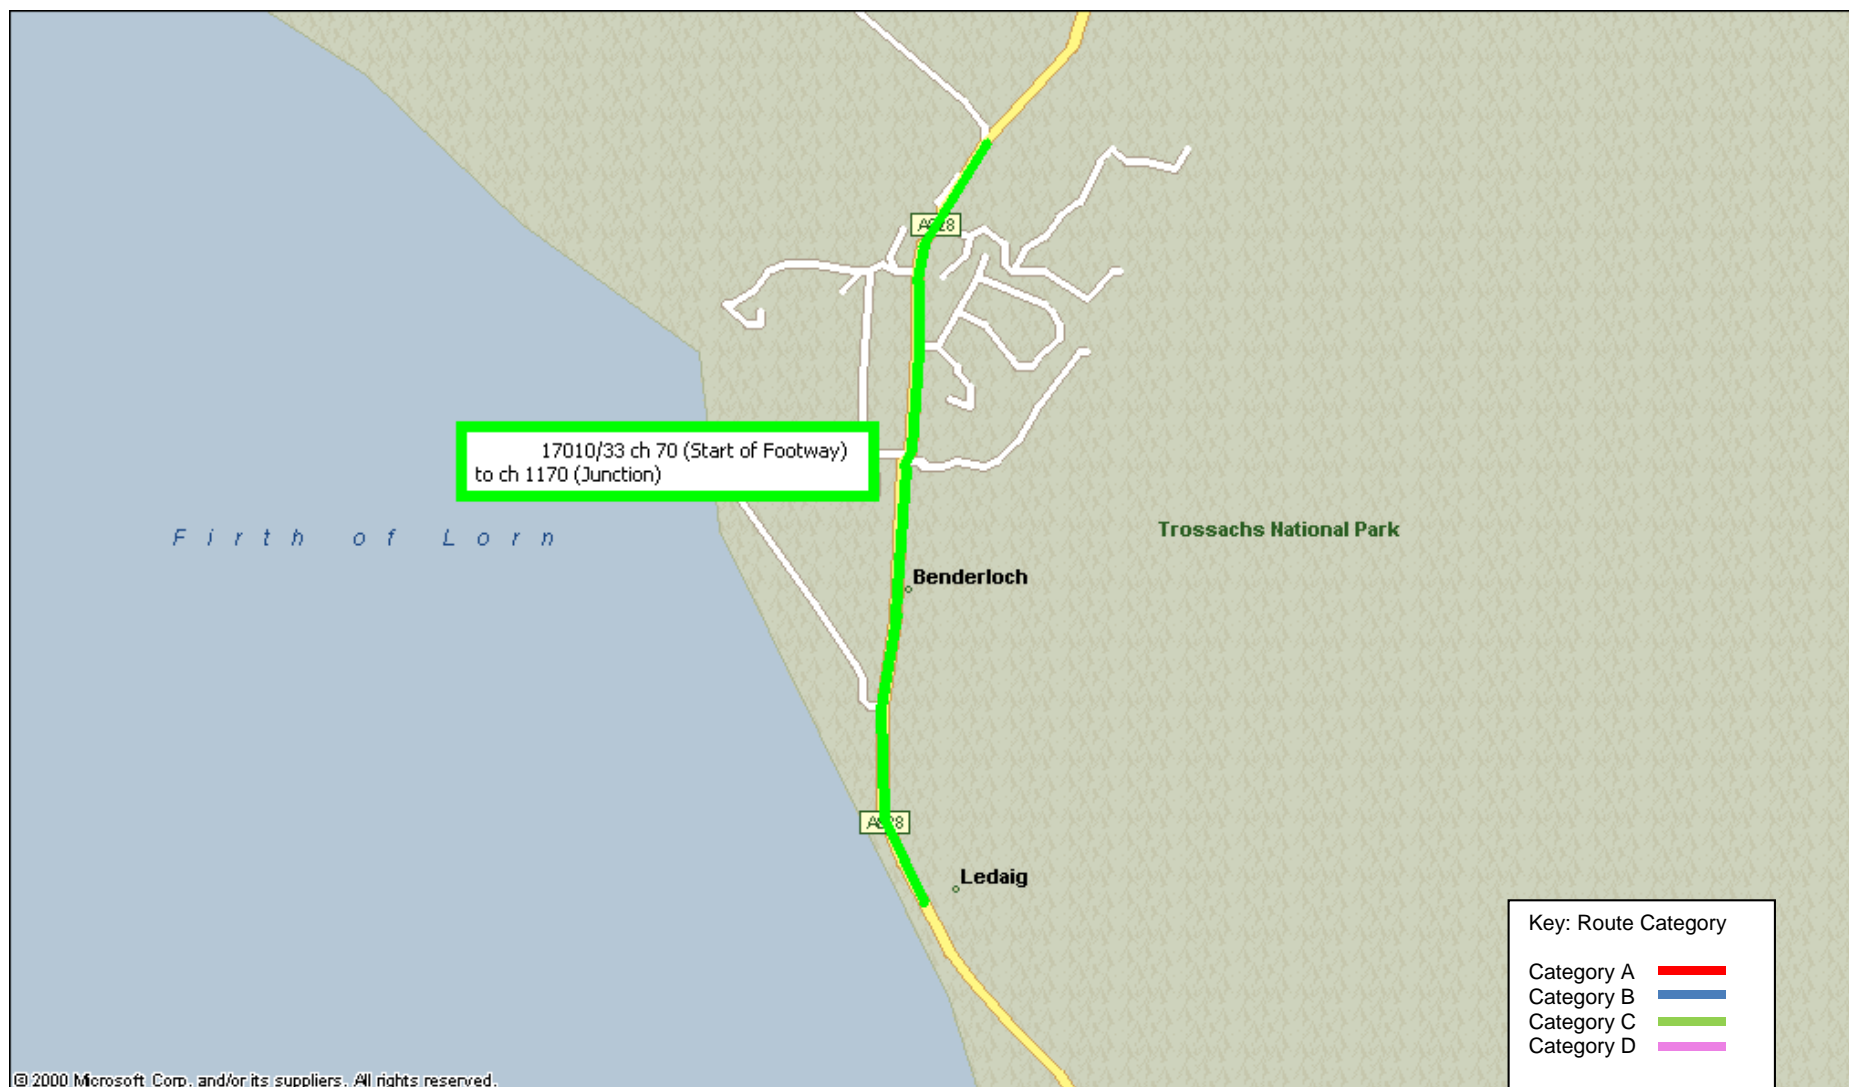 17010/33 ch 70 (Start of Footway)
to ch 1170 (Junction)
Firth of Lorn
Trossachs National Park
Benderloch
Ledaig
Key: Route Category
Category A
Category B
Category C
Category D
© 2000 Microsoft Corp. and/or its suppliers. All rights reserved.